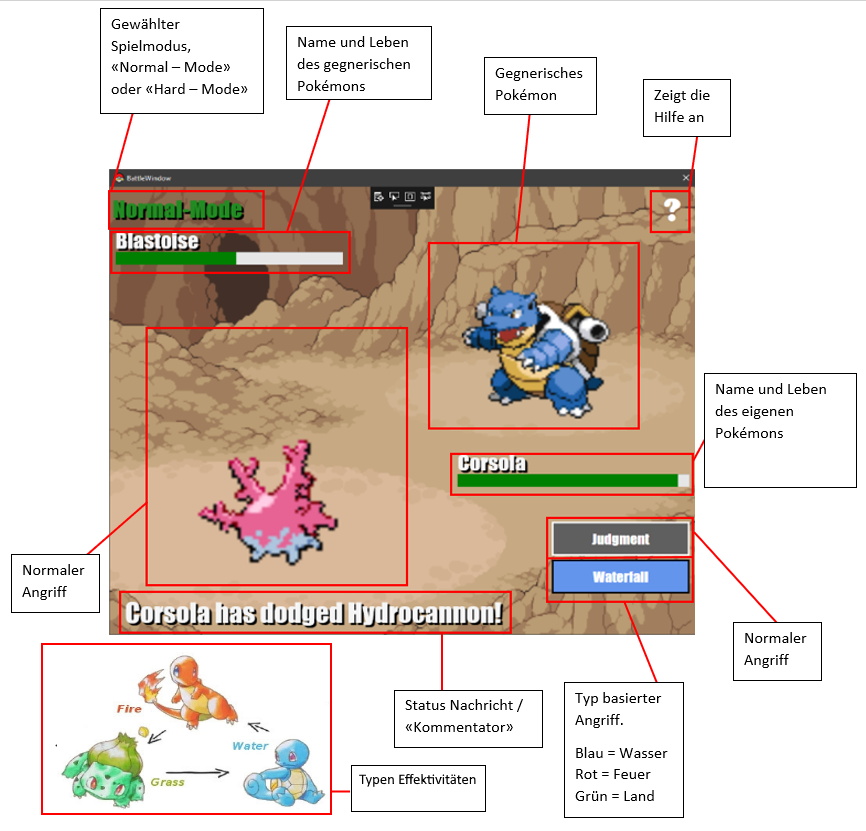 Gewählter
Spielmodus,
«Normal – Mode»
oder «Hard – Mode»
Name und Leben
des gegnerischen
Pokémons
Gegnerisches
Pokémon
Zeigt die
Hilfe an
BattleWindow
Normal-Mode
?
Blastoise
Name und Leben
des eigenen
Pokémons
Corsola
Judgment
Waterfall
Normaler
Angriff
Corsola has dodged Hydrocannon!
Normaler
Angriff
Status Nachricht /
«Kommentator»
Typ basierter
Angriff.
Blau = Wasser
Rot = Feuer
Grün = Land
Fire
Water
Grass
Typen Effektivitäten